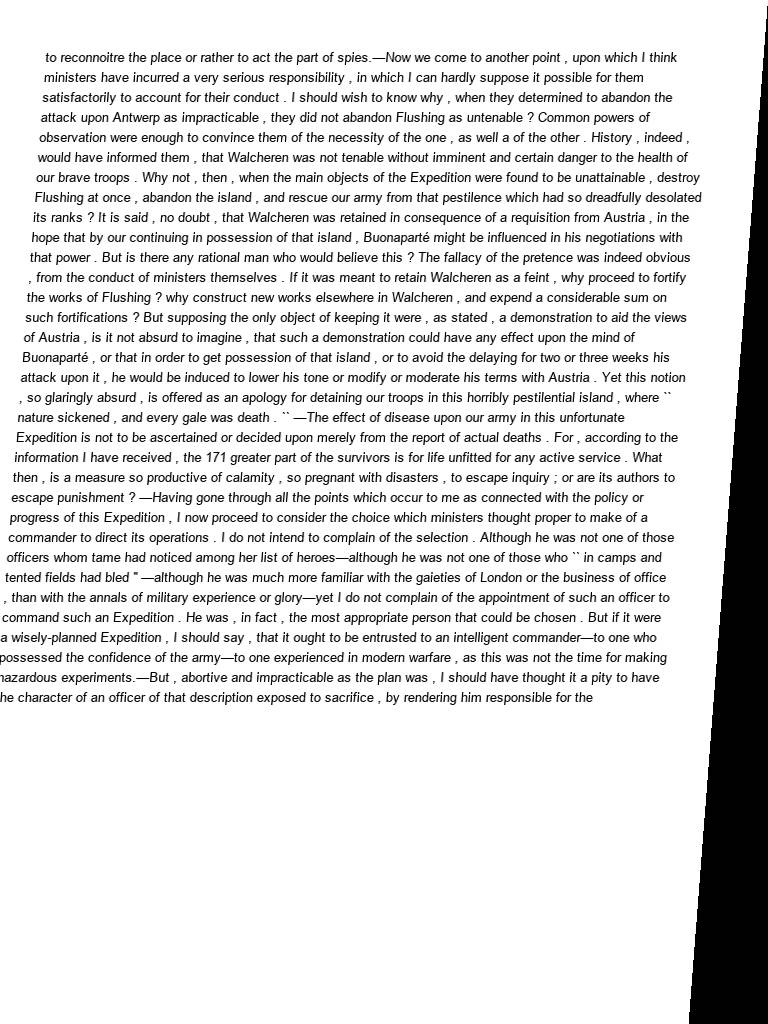 to reconnoitre the place or rather to act the part of spies.—Now we come to another point , upon which I think
ministers have incurred a very serious responsibility , in which I can hardly suppose it possible for them
satisfactorily to account for their conduct . I should wish to know why , when they determined to abandon the
attack upon Antwerp as impracticable , they did not abandon Flushing as untenable ? Common powers of
observation were enough to convince them of the necessity of the one , as well a of the other . History , indeed ,
would have informed them , that Walcheren was not tenable without imminent and certain danger to the health of
our brave troops . Why not , then , when the main objects of the Expedition were found to be unattainable , destroy
Flushing at once , abandon the island , and rescue our army from that pestilence which had so dreadfully desolated
its ranks ? It is said , no doubt , that Walcheren was retained in consequence of a requisition from Austria , in the
hope that by our continuing in possession of that island , Buonaparté might be influenced in his negotiations with
that power . But is there any rational man who would believe this ? The fallacy of the pretence was indeed obvious
, from the conduct of ministers themselves . If it was meant to retain Walcheren as a feint , why proceed to fortify
the works of Flushing ? why construct new works elsewhere in Walcheren , and expend a considerable sum on
such fortifications ? But supposing the only object of keeping it were , as stated , a demonstration to aid the views
of Austria , is it not absurd to imagine , that such a demonstration could have any effect upon the mind of
Buonaparté , or that in order to get possession of that island , or to avoid the delaying for two or three weeks his
attack upon it , he would be induced to lower his tone or modify or moderate his terms with Austria . Yet this notion
, so glaringly absurd , is offered as an apology for detaining our troops in this horribly pestilential island , where ``
nature sickened , and every gale was death . `` —The effect of disease upon our army in this unfortunate
Expedition is not to be ascertained or decided upon merely from the report of actual deaths . For , according to the
information I have received , the 171 greater part of the survivors is for life unfitted for any active service . What
then , is a measure so productive of calamity , so pregnant with disasters , to escape inquiry ; or are its authors to
escape punishment ? —Having gone through all the points which occur to me as connected with the policy or
progress of this Expedition , I now proceed to consider the choice which ministers thought proper to make of a
commander to direct its operations . I do not intend to complain of the selection . Although he was not one of those
officers whom tame had noticed among her list of heroes—although he was not one of those who `` in camps and
tented fields had bled " —although he was much more familiar with the gaieties of London or the business of office
, than with the annals of military experience or glory—yet I do not complain of the appointment of such an officer to
command such an Expedition . He was , in fact , the most appropriate person that could be chosen . But if it were
a wisely-planned Expedition , I should say , that it ought to be entrusted to an intelligent commander—to one who
possessed the confidence of the army—to one experienced in modern warfare , as this was not the time for making
hazardous experiments.—But , abortive and impracticable as the plan was , I should have thought it a pity to have
he character of an officer of that description exposed to sacrifice , by rendering him responsible for the